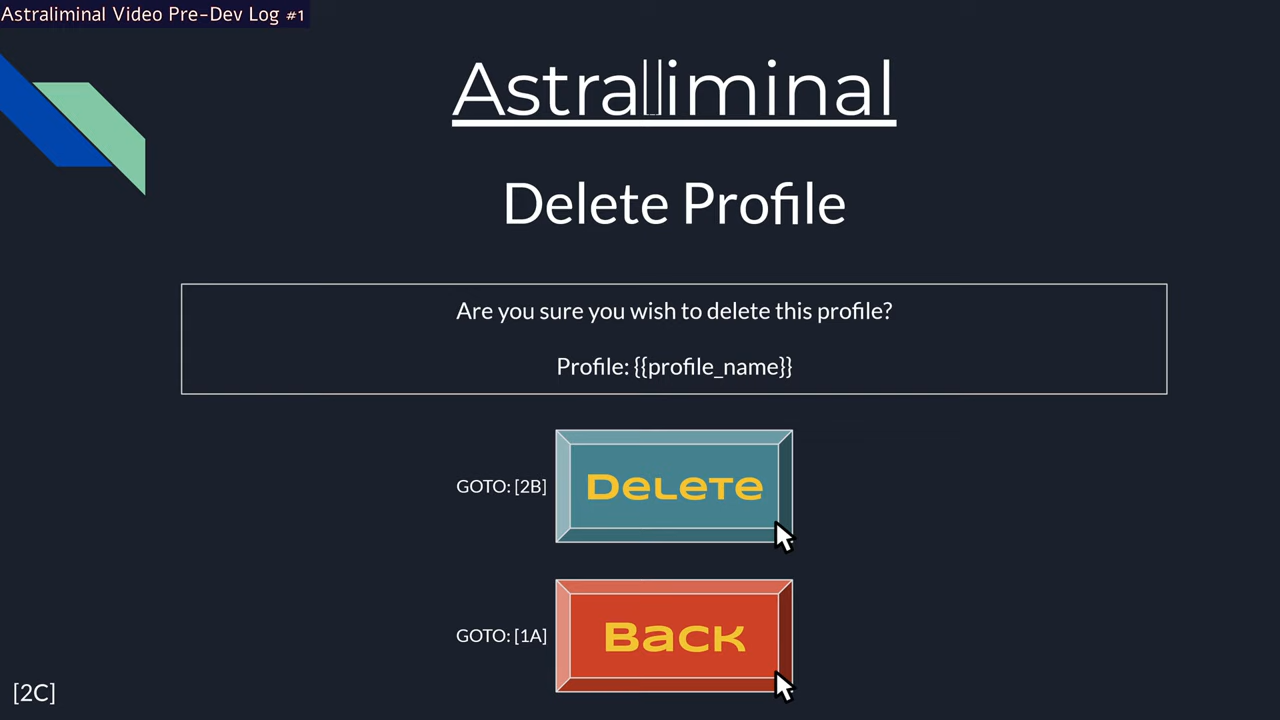 Astraliminal Video Pre-Dev Log #1
Astraliminal
Delete Profile
Are you sure you wish to delete this profile?
Profile: {{profile_name}}
GOTO: [2B]
Delete
GOTO: [1A]
Back
[2C]